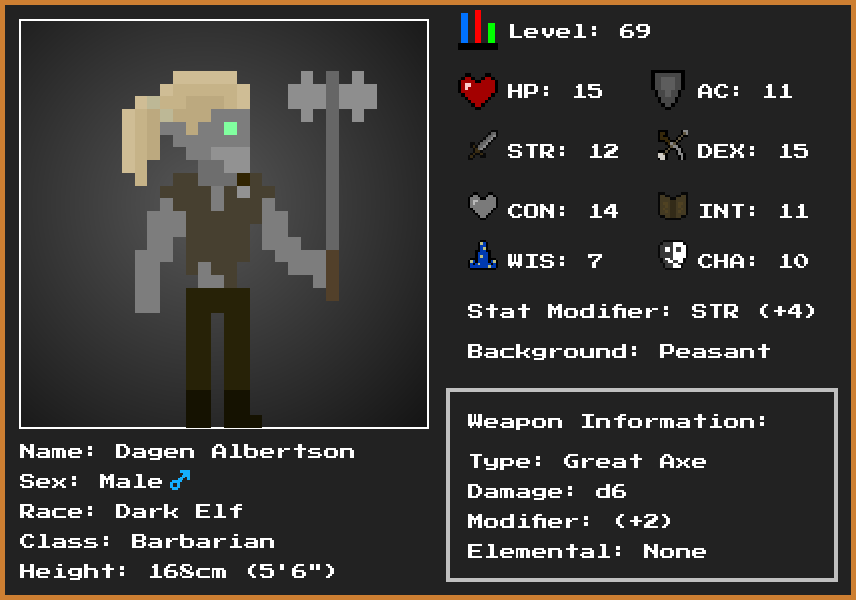 Level: 69
HP: 15
AC: 11
STR: 12
DEX: 15
CON: 14
INT: 11
WIS: 7
CHA: 10
Stat Modifier: STR (+4)
Background: Peasant
Weapon Information:
Type: Great Axe
Damage: d6
Modifier: (+2)
Elemental: None
Name: Dagen Albertson
Sex: Male ♂
Race: Dark Elf
Class: Barbarian
Height: 168cm (5'6")